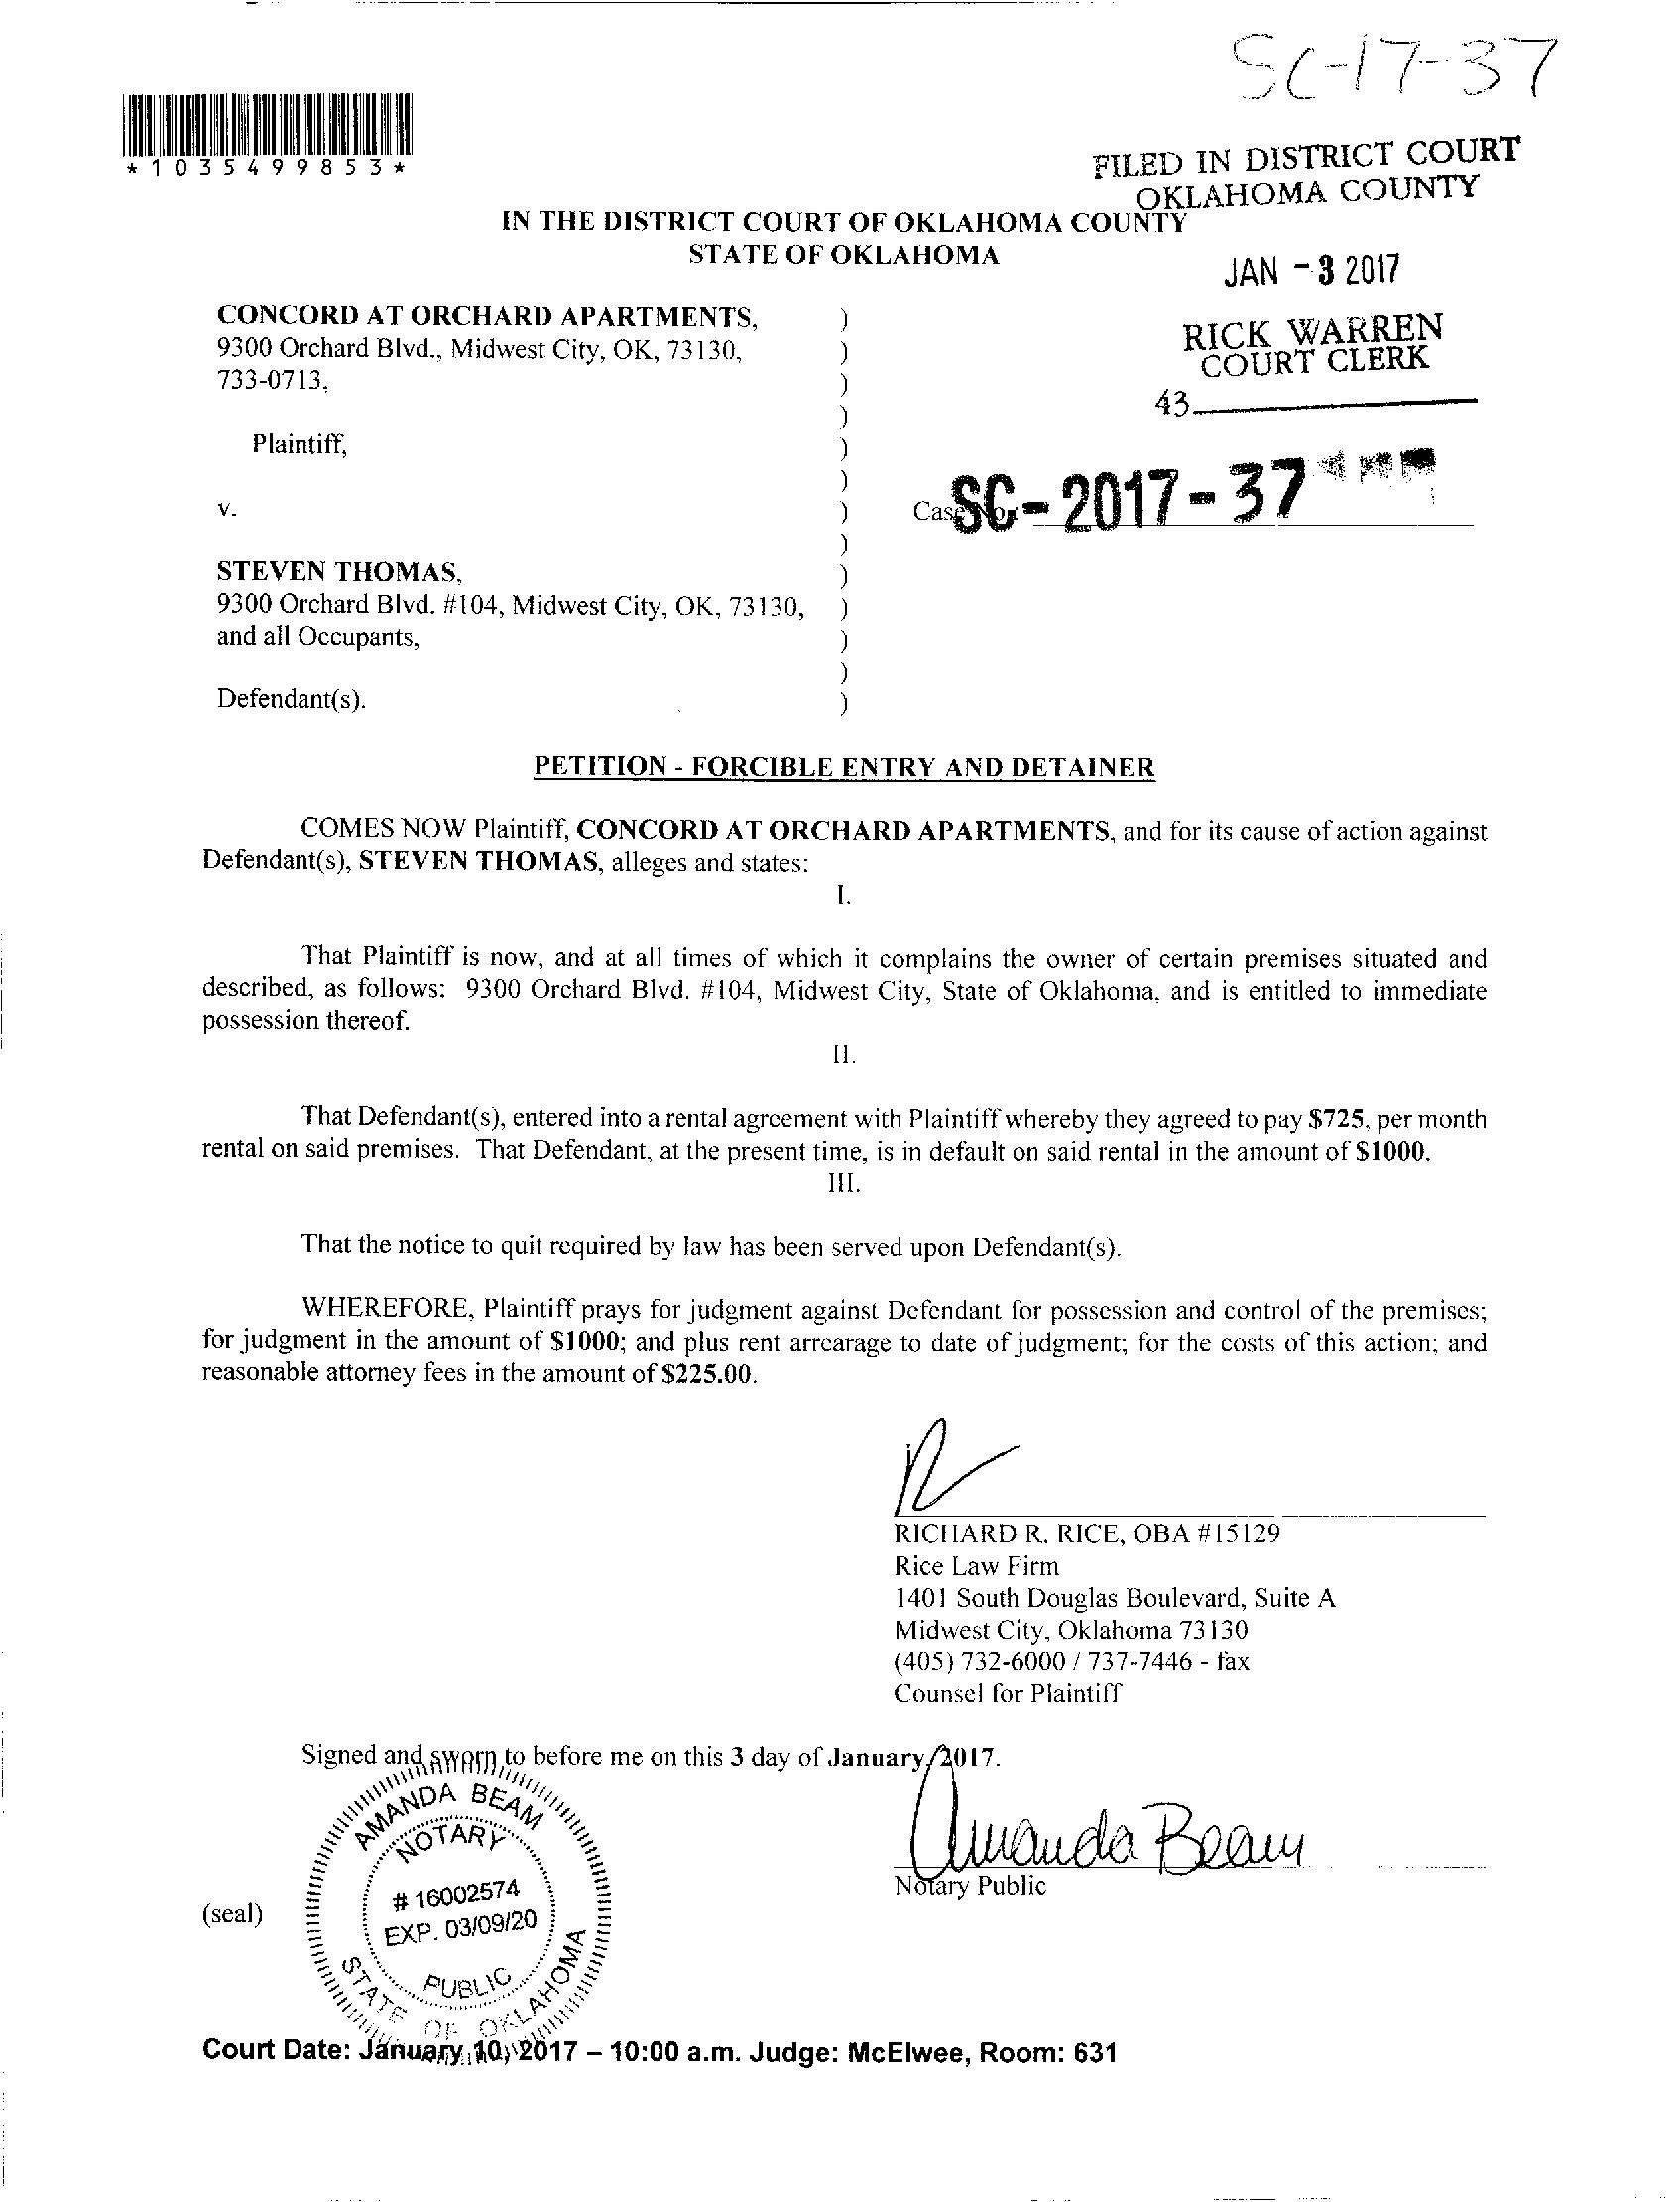 SC-17-37
*1035499853*
FILED IN DISTRICT COURT
OKLAHOMA COUNTY
IN THE DISTRICT COURT OF OKLAHOMA COUNTY
STATE OF OKLAHOMA
JAN -3 2017
CONCORD AT ORCHARD APARTMENTS, )
9300 Orchard Blvd., Midwest City, OK, 73130, )
733-0713, )
RICK WARREN
COURT CLERK
43
)
Plaintiff, )
)
v. )
Case No.: SC-2017-37
)
STEVEN THOMAS, )
9300 Orchard Blvd. #104, Midwest City, OK, 73130, )
and all Occupants, )
)
Defendant(s). )
PETITION - FORCIBLE ENTRY AND DETAINER
COMES NOW Plaintiff, CONCORD AT ORCHARD APARTMENTS, and for its cause of action against
Defendant(s), STEVEN THOMAS, alleges and states:
I.
That Plaintiff is now, and at all times of which it complains the owner of certain premises situated and
described, as follows: 9300 Orchard Blvd. #104, Midwest City, State of Oklahoma, and is entitled to immediate
possession thereof.
II.
That Defendant(s), entered into a rental agreement with Plaintiff whereby they agreed to pay $725, per month
rental on said premises. That Defendant, at the present time, is in default on said rental in the amount of $1000.
III.
That the notice to quit required by law has been served upon Defendant(s).
WHEREFORE, Plaintiff prays for judgment against Defendant for possession and control of the premises;
for judgment in the amount of $1000; and plus rent arrearage to date of judgment; for the costs of this action; and
reasonable attorney fees in the amount of $225.00.
RICHARD R. RICE, OBA #15129
Rice Law Firm
1401 South Douglas Boulevard, Suite A
Midwest City, Oklahoma 73130
(405) 732-6000 / 737-7446 - fax
Counsel for Plaintiff
Signed and sworn to before me on this 3 day of January, 2017.
Amanda Beam
Notary Public
(seal)
AMANDA BEAM
NOTARY
# 16002574
EXP. 03/09/20
PUBLIC
STATE OF OKLAHOMA
Court Date: January 10, 2017 – 10:00 a.m. Judge: McElwee, Room: 631